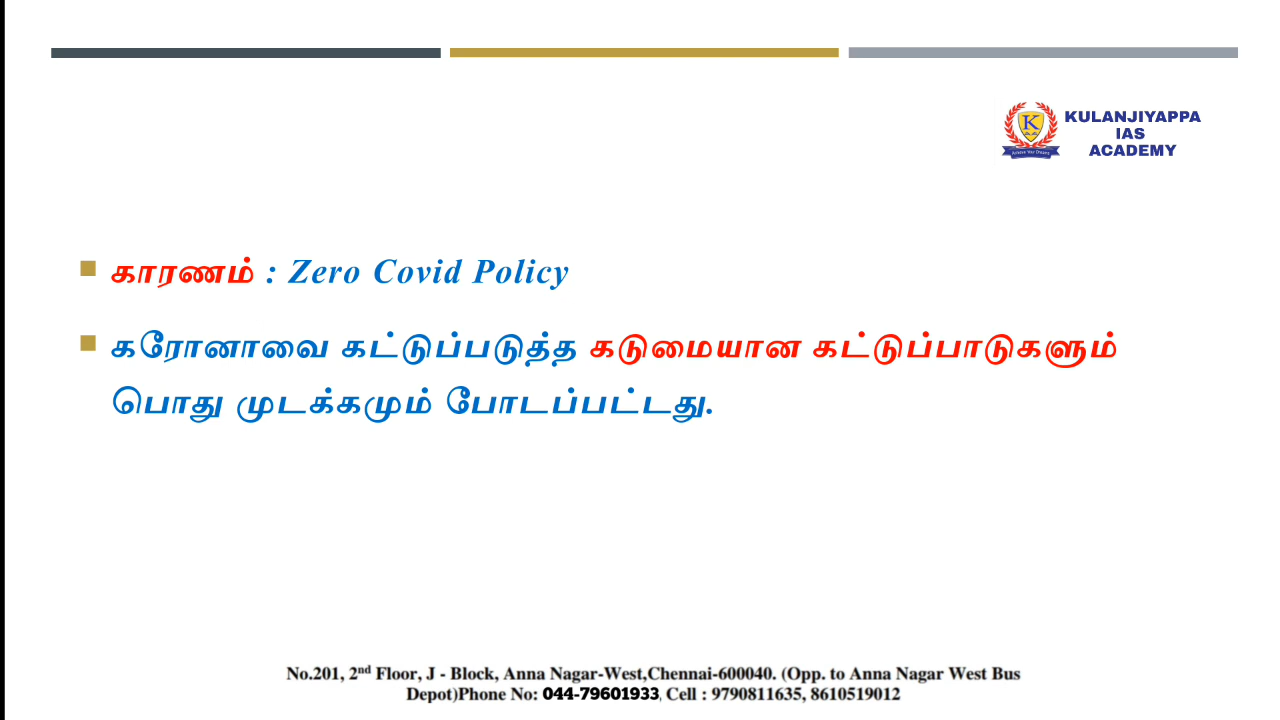 KULANJIYAPPA
IAS
ACADEMY
காரணம் : Zero Covid Policy
கரோனாவை கட்டுப்படுத்த கடுமையான கட்டுப்பாடுகளும்
பொது முடக்கமும் போடப்பட்டது.
No.201, 2nd Floor, J - Block, Anna Nagar-West,Chennai-600040. (Opp. to Anna Nagar West Bus
Depot)Phone No: 044-79601933, Cell : 9790811635, 8610519012